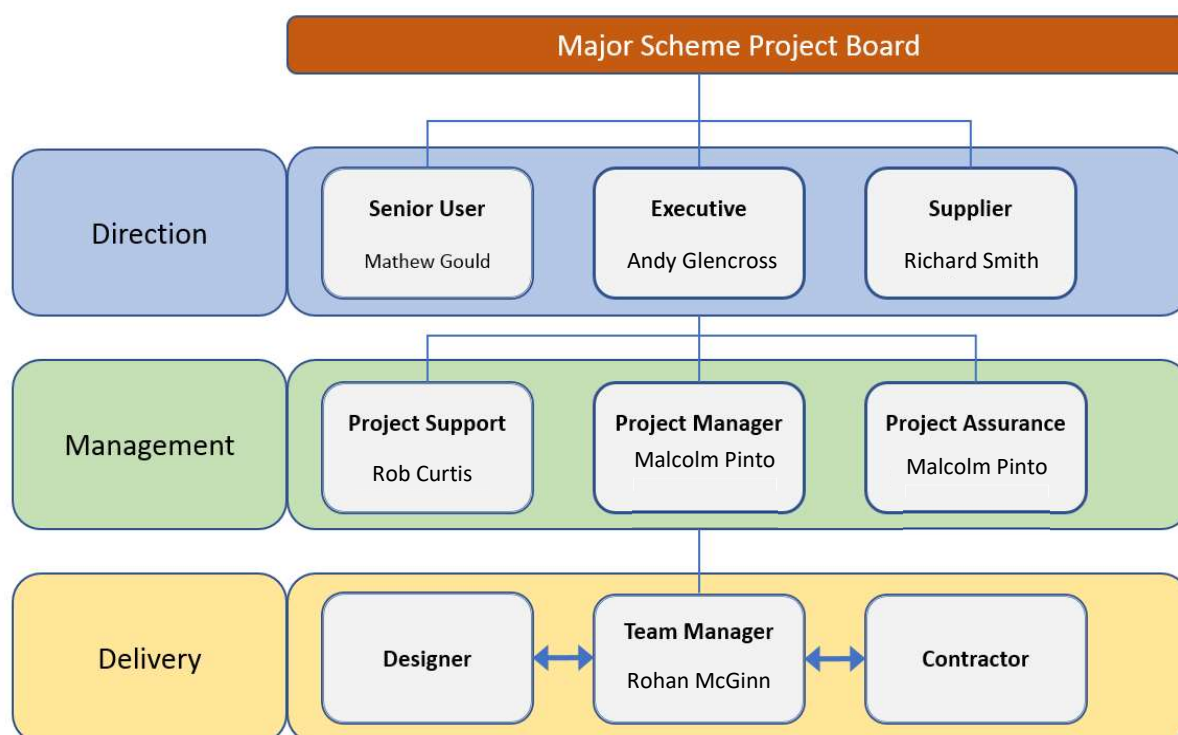 Major Scheme Project Board
Direction
Senior User
Mathew Gould
Executive
Andy Glencross
Supplier
Richard Smith
Management
Project Support
Rob Curtis
Project Manager
Malcolm Pinto
Project Assurance
Malcolm Pinto
Delivery
Designer
Team Manager
Rohan McGinn
Contractor